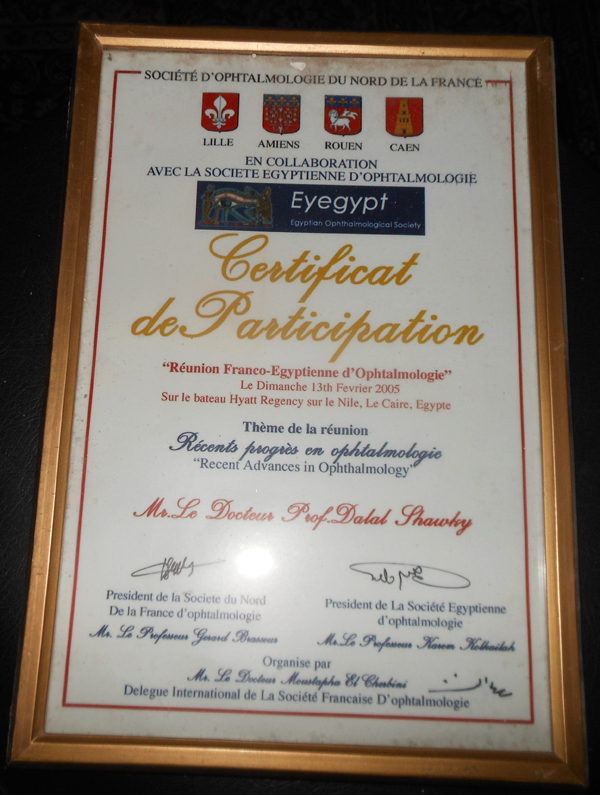 SOCIÉTÉ D'OPHTALMOLOGIE DU NORD DE LA FRANCE
LILLE AMIENS ROUEN CAEN
EN COLLABORATION
AVEC LA SOCIETE EGYPTIENNE D'OPHTALMOLOGIE
Eyegypt
Egyptian Ophthalmological Society
Certificat
de Participation
“Réunion Franco-Egyptienne d'Ophtalmologie”
Le Dimanche 13th Fevrier 2005
Sur le bateau Hyatt Regency sur le Nile, Le Caire, Egypte
Thème de la réunion
Récents progrès en ophtalmologie
“Recent Advances in Ophthalmology”
Mr. Le Docteur Prof. Dalal Shawky
President de la Societe du Nord
De la France d'ophtalmologie
Mr. Le Professeur Gerard Brasseur
President de La Société Egyptienne
d'ophtalmologie
Mr. Le Professeur Karem Kolkailah
Organise par
Mr. Le Docteur Moustapha El Cherbini
Delegue International de La Société Francaise D'ophtalmologie